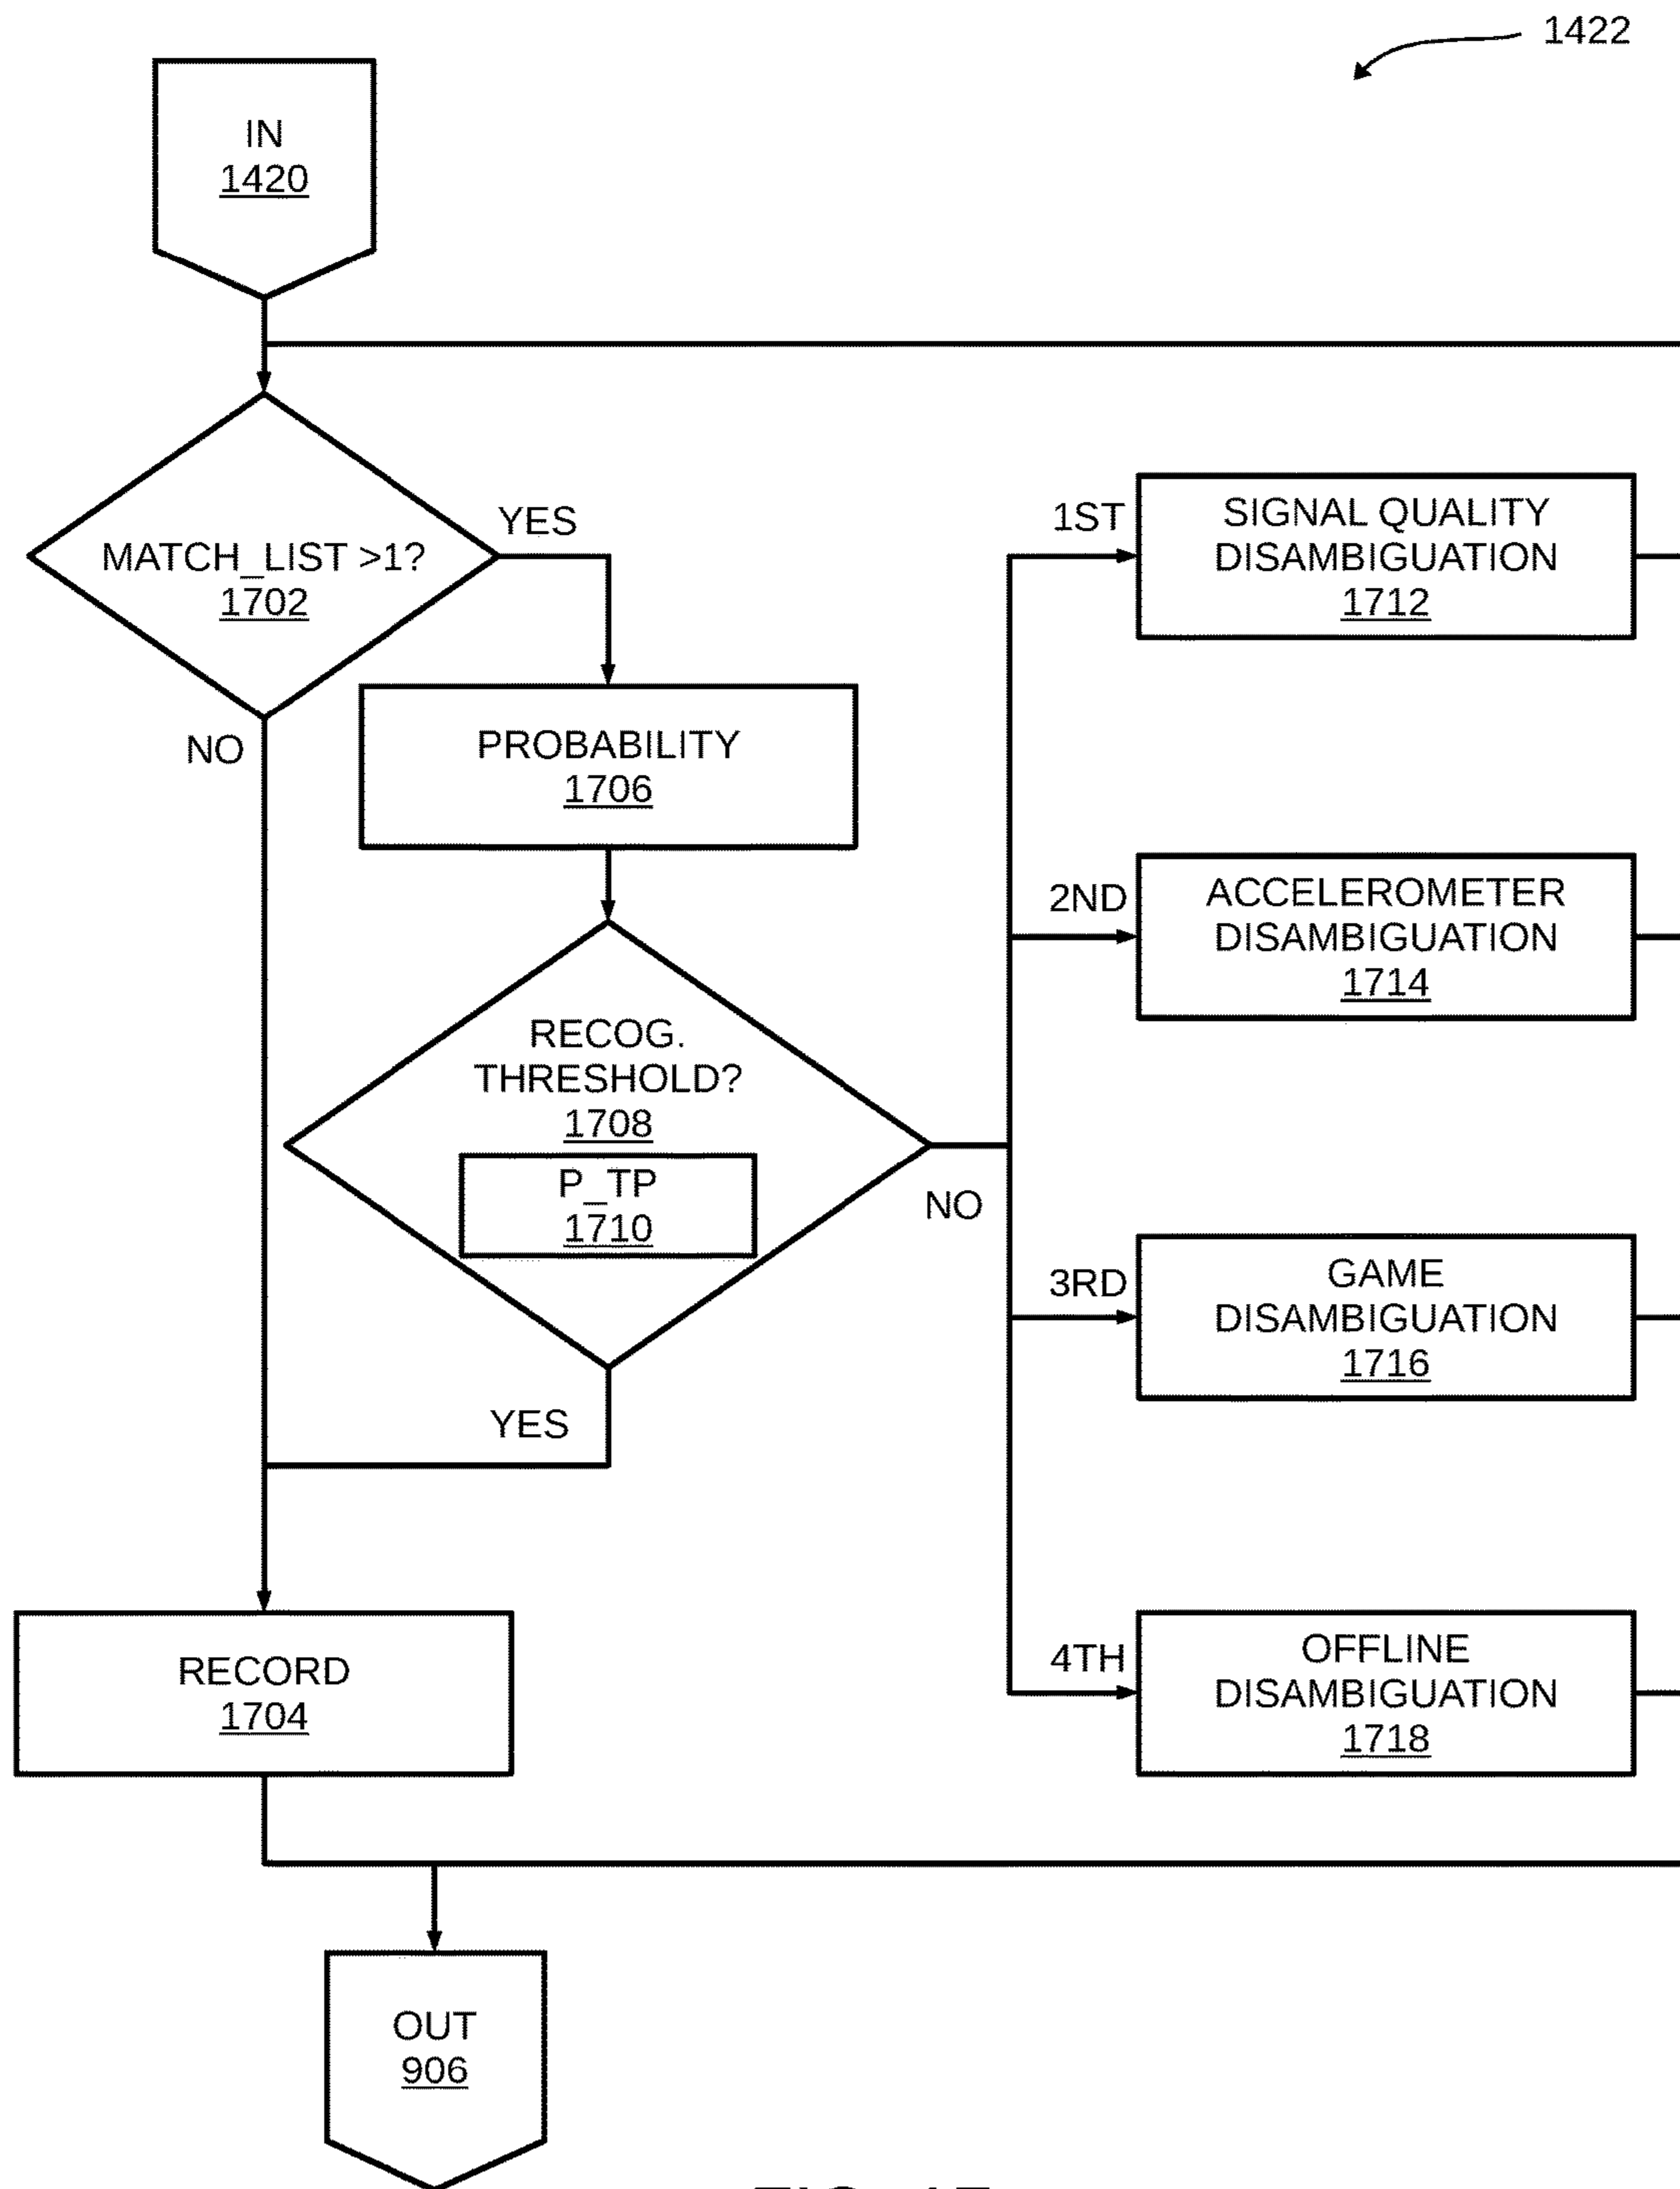 1422
IN
1420
MATCH_LIST >1?
1702
YES
NO
PROBABILITY
1706
RECOG.
THRESHOLD?
1708
P_TP
1710
NO
YES
1ST
SIGNAL QUALITY
DISAMBIGUATION
1712
2ND
ACCELEROMETER
DISAMBIGUATION
1714
3RD
GAME
DISAMBIGUATION
1716
4TH
OFFLINE
DISAMBIGUATION
1718
RECORD
1704
OUT
906